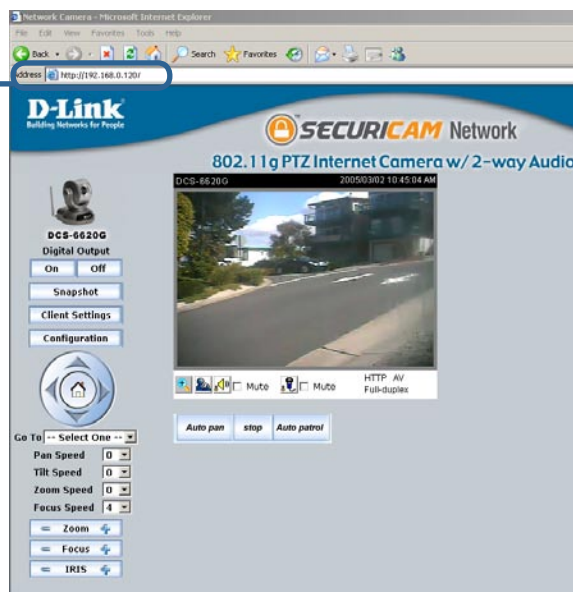 Network Camera - Microsoft Internet Explorer
File Edit View Favorites Tools Help
Back Search Favorites
Address http://192.168.0.120/
D-Link
Building Networks for People
SECURICAM Network
802.11g PTZ Internet Camera w/ 2-way Audio
DCS-6620G 2005/03/02 10:45:04 AM
DCS-6620G
Digital Output
On Off
Snapshot
Client Settings
Configuration
Mute Mute HTTP AV
Full-duplex
Auto pan stop Auto patrol
Go To -- Select One --
Pan Speed 0
Tilt Speed 0
Zoom Speed 0
Focus Speed 4
- Zoom +
- Focus +
- IRIS +